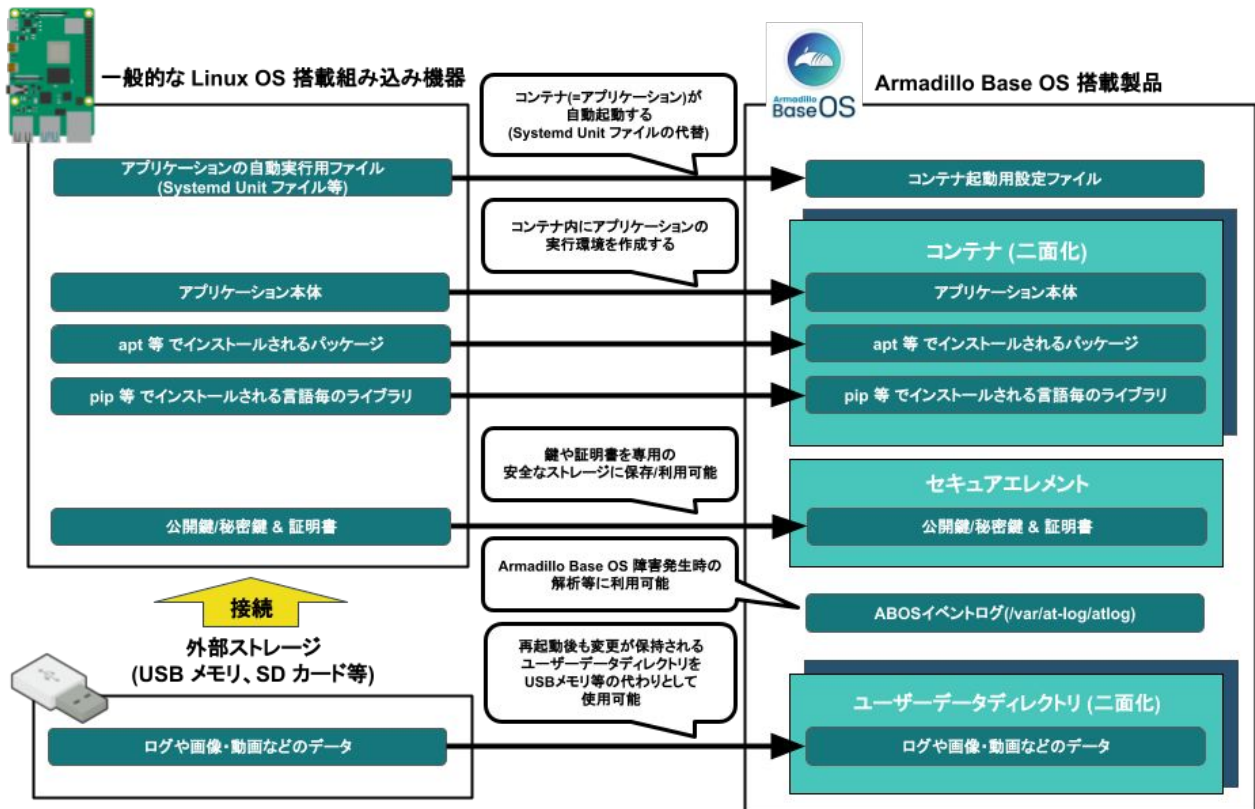 一般的な Linux OS 搭載組み込み機器
Armadillo
Base OS
Armadillo Base OS 搭載製品
コンテナ(=アプリケーション)が
自動起動する
(Systemd Unit ファイルの代替)
アプリケーションの自動実行用ファイル
(Systemd Unit ファイル等)
コンテナ起動用設定ファイル
コンテナ内にアプリケーションの
実行環境を作成する
コンテナ (二面化)
アプリケーション本体
アプリケーション本体
apt 等 でインストールされるパッケージ
apt 等 でインストールされるパッケージ
pip 等 でインストールされる言語毎のライブラリ
pip 等 でインストールされる言語毎のライブラリ
鍵や証明書を専用の
安全なストレージに保存/利用可能
セキュアエレメント
公開鍵/秘密鍵 & 証明書
公開鍵/秘密鍵 & 証明書
Armadillo Base OS 障害発生時の
解析等に利用可能
ABOSイベントログ(/var/at-log/atlog)
接続
外部ストレージ
(USB メモリ、SD カード等)
再起動後も変更が保持される
ユーザーデータディレクトリを
USBメモリ等の代わりとして
使用可能
ユーザーデータディレクトリ (二面化)
ログや画像・動画などのデータ
ログや画像・動画などのデータ